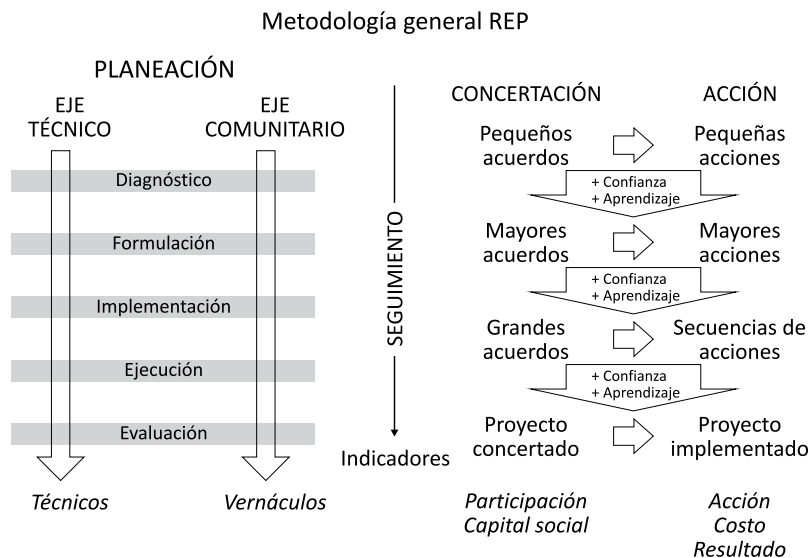 Metodología general REP
PLANEACIÓN
EJE
TÉCNICO
EJE
COMUNITARIO
Diagnóstico
Formulación
Implementación
Ejecución
Evaluación
Técnicos
Vernáculos
SEGUIMIENTO
Indicadores
CONCERTACIÓN
ACCIÓN
Pequeños
acuerdos
Pequeñas
acciones
+ Confianza
+ Aprendizaje
Mayores
acuerdos
Mayores
acciones
+ Confianza
+ Aprendizaje
Grandes
acuerdos
Secuencias de
acciones
+ Confianza
+ Aprendizaje
Proyecto
concertado
Proyecto
implementado
Participación
Capital social
Acción
Costo
Resultado